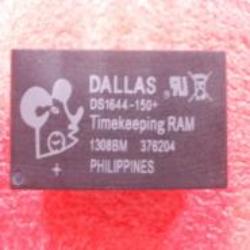 DALLAS
DS1644-150+
Timekeeping RAM
1308BM 376204
PHILIPPINES